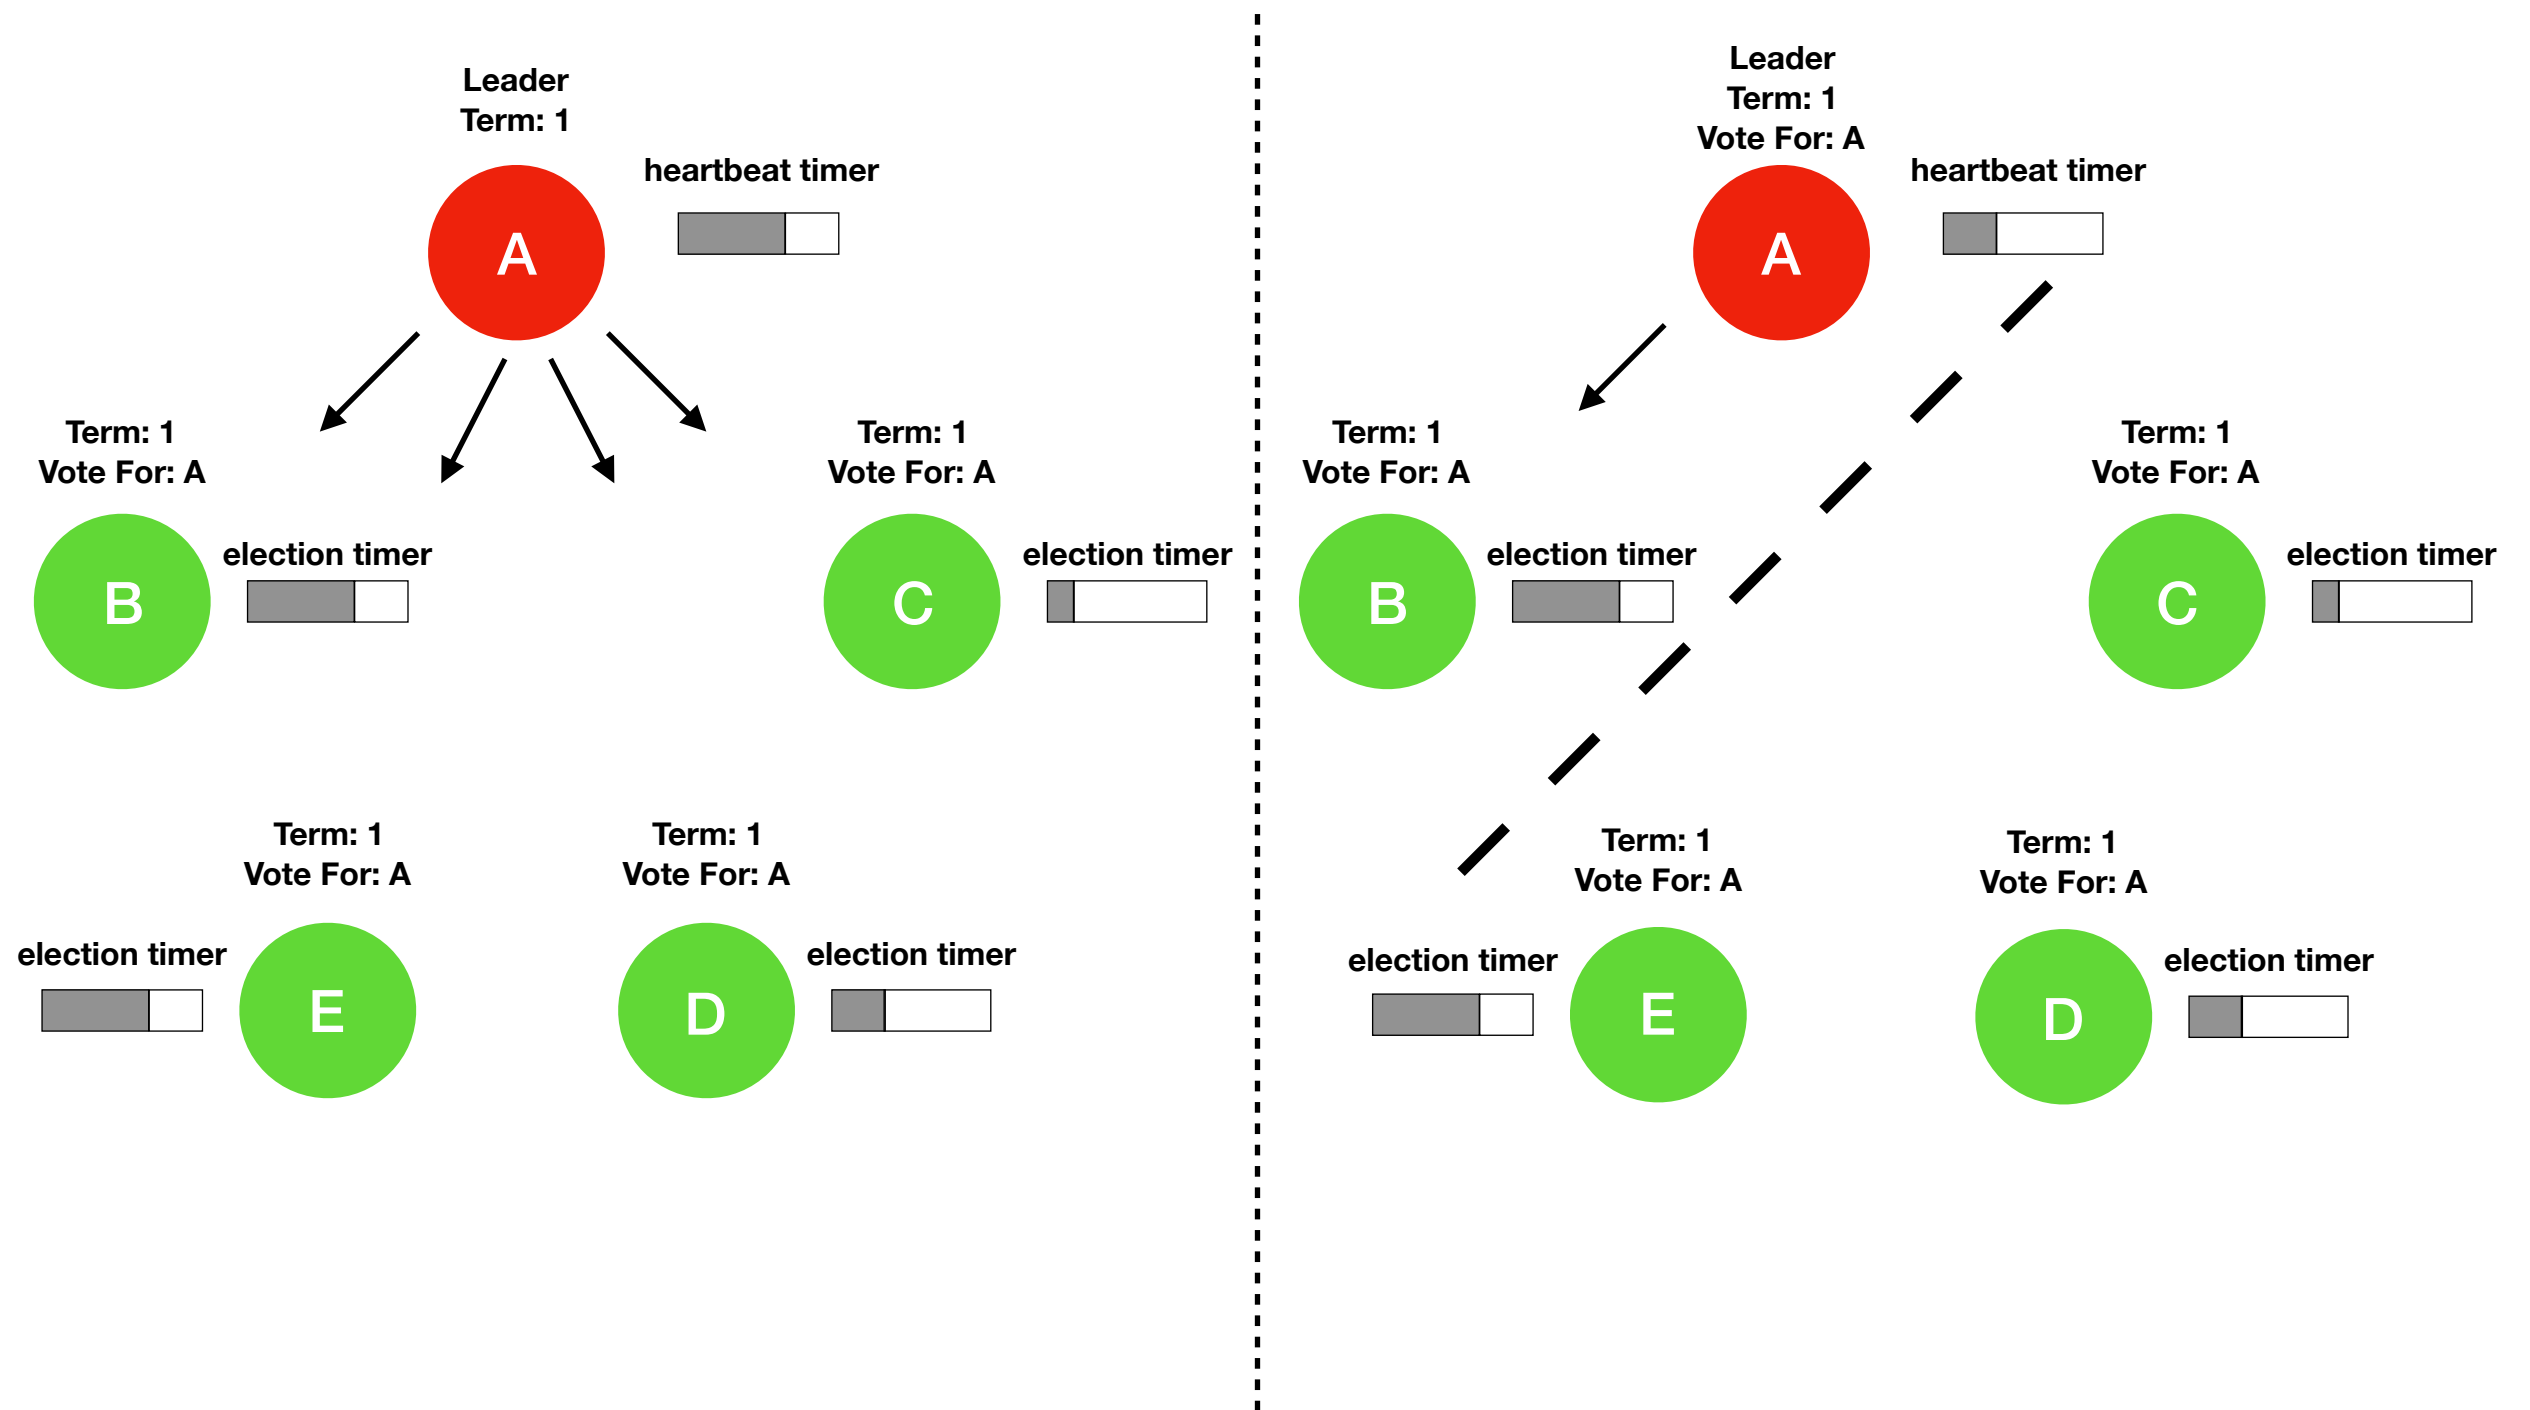 Leader
Term: 1
A
heartbeat timer
Term: 1
Vote For: A
B
election timer
Term: 1
Vote For: A
C
election timer
Term: 1
Vote For: A
election timer
E
Term: 1
Vote For: A
D
election timer
Leader
Term: 1
Vote For: A
A
heartbeat timer
Term: 1
Vote For: A
B
election timer
Term: 1
Vote For: A
C
election timer
Term: 1
Vote For: A
election timer
E
Term: 1
Vote For: A
D
election timer